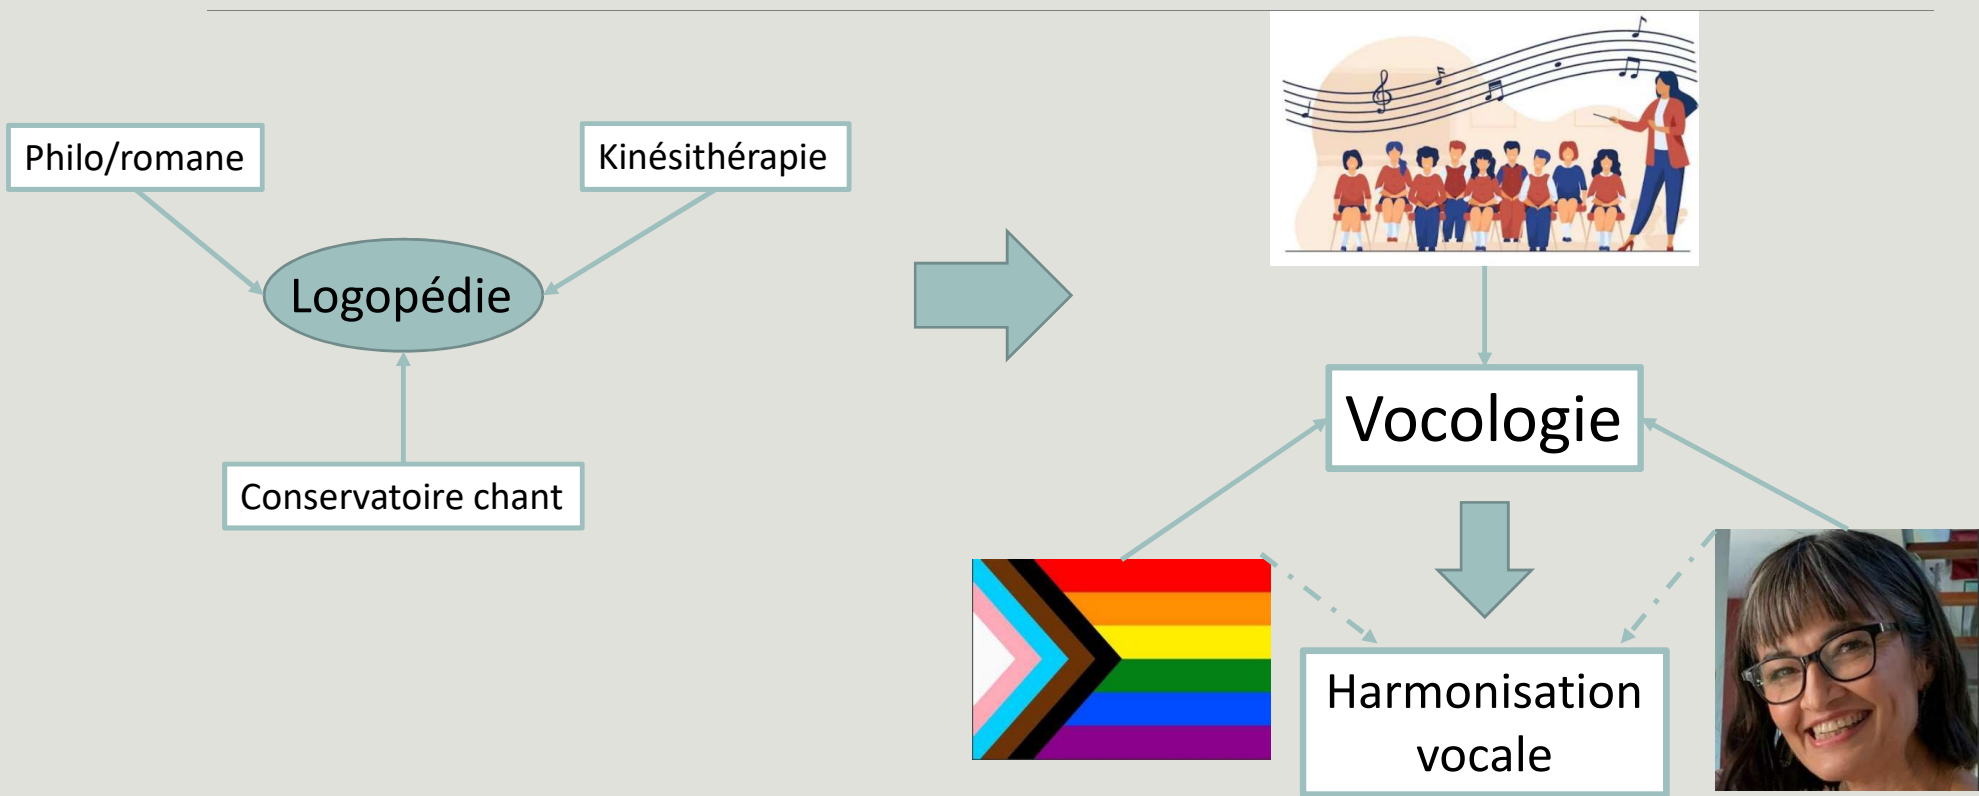 Philo/romane
Kinésithérapie
Logopédie
Conservatoire chant
Vocologie
Harmonisation
vocale